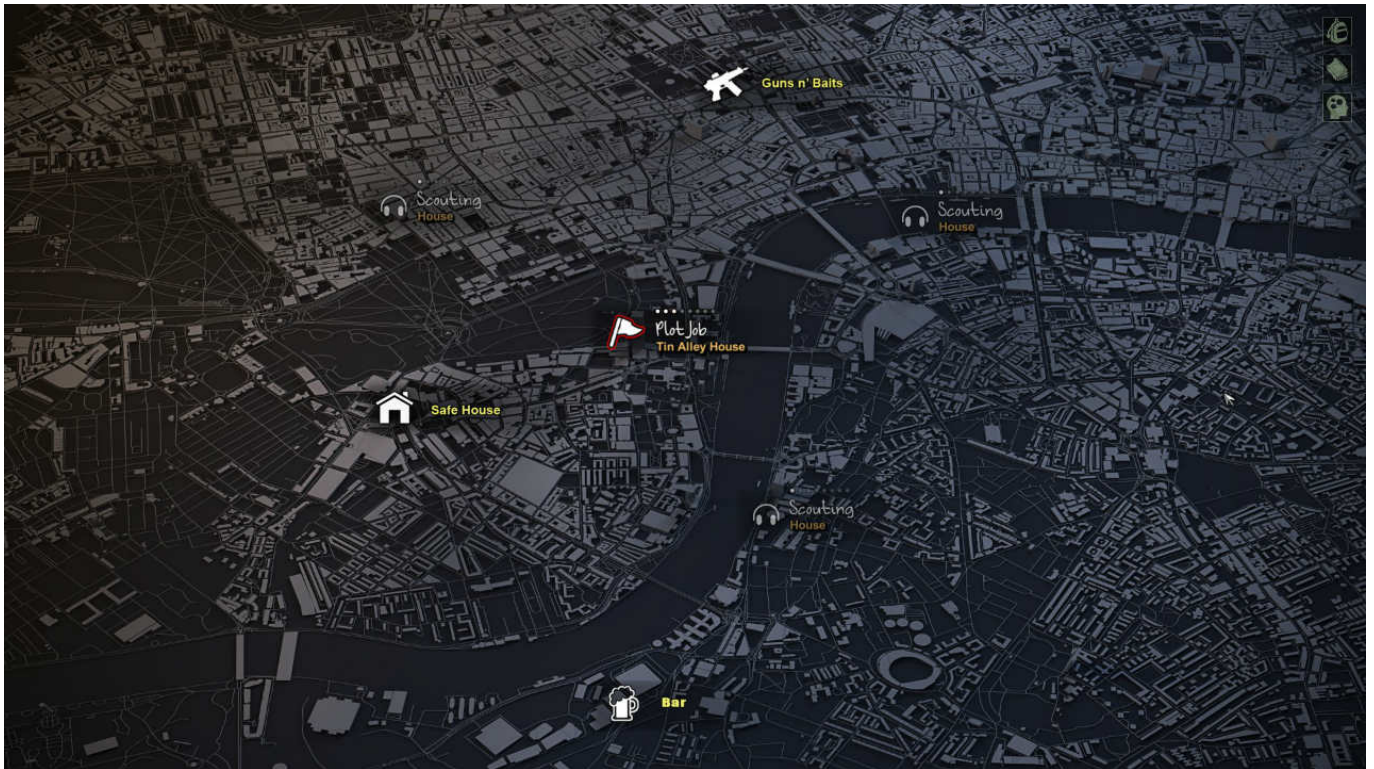 Guns n' Baits
Scouting
House
Scouting
House
Plot Job
Tin Alley House
Safe House
Scouting
House
Bar